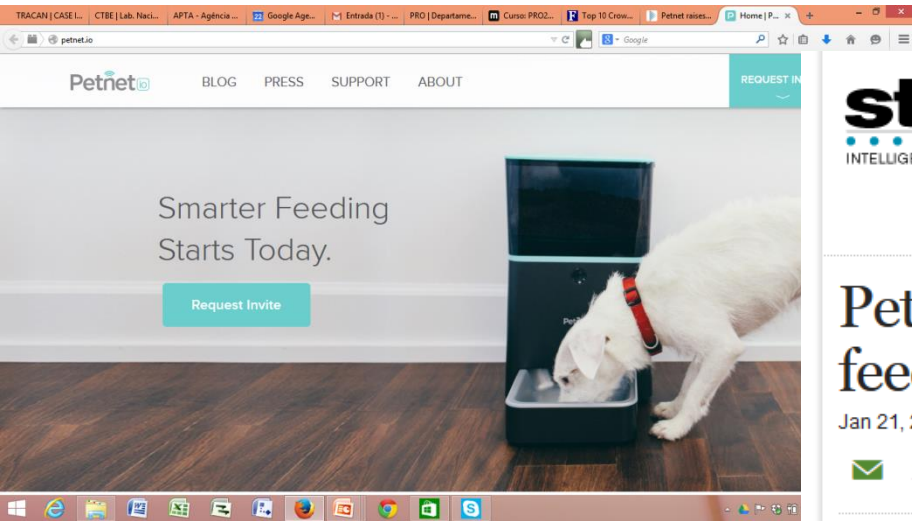 TRACAN | CASE I... CTBE | Lab. Naci... APTA - Agência ... Google Age... Entrada (1) - ... PRO | Departame... Curso: PRO2... Top 10 Crow... Petnet raises... Home | P...
petnet.io Google
Petnet io BLOG PRESS SUPPORT ABOUT REQUEST IN
st
INTELLIG
Smarter Feeding
Starts Today.
Request Invite
Pet
fee
Jan 21,